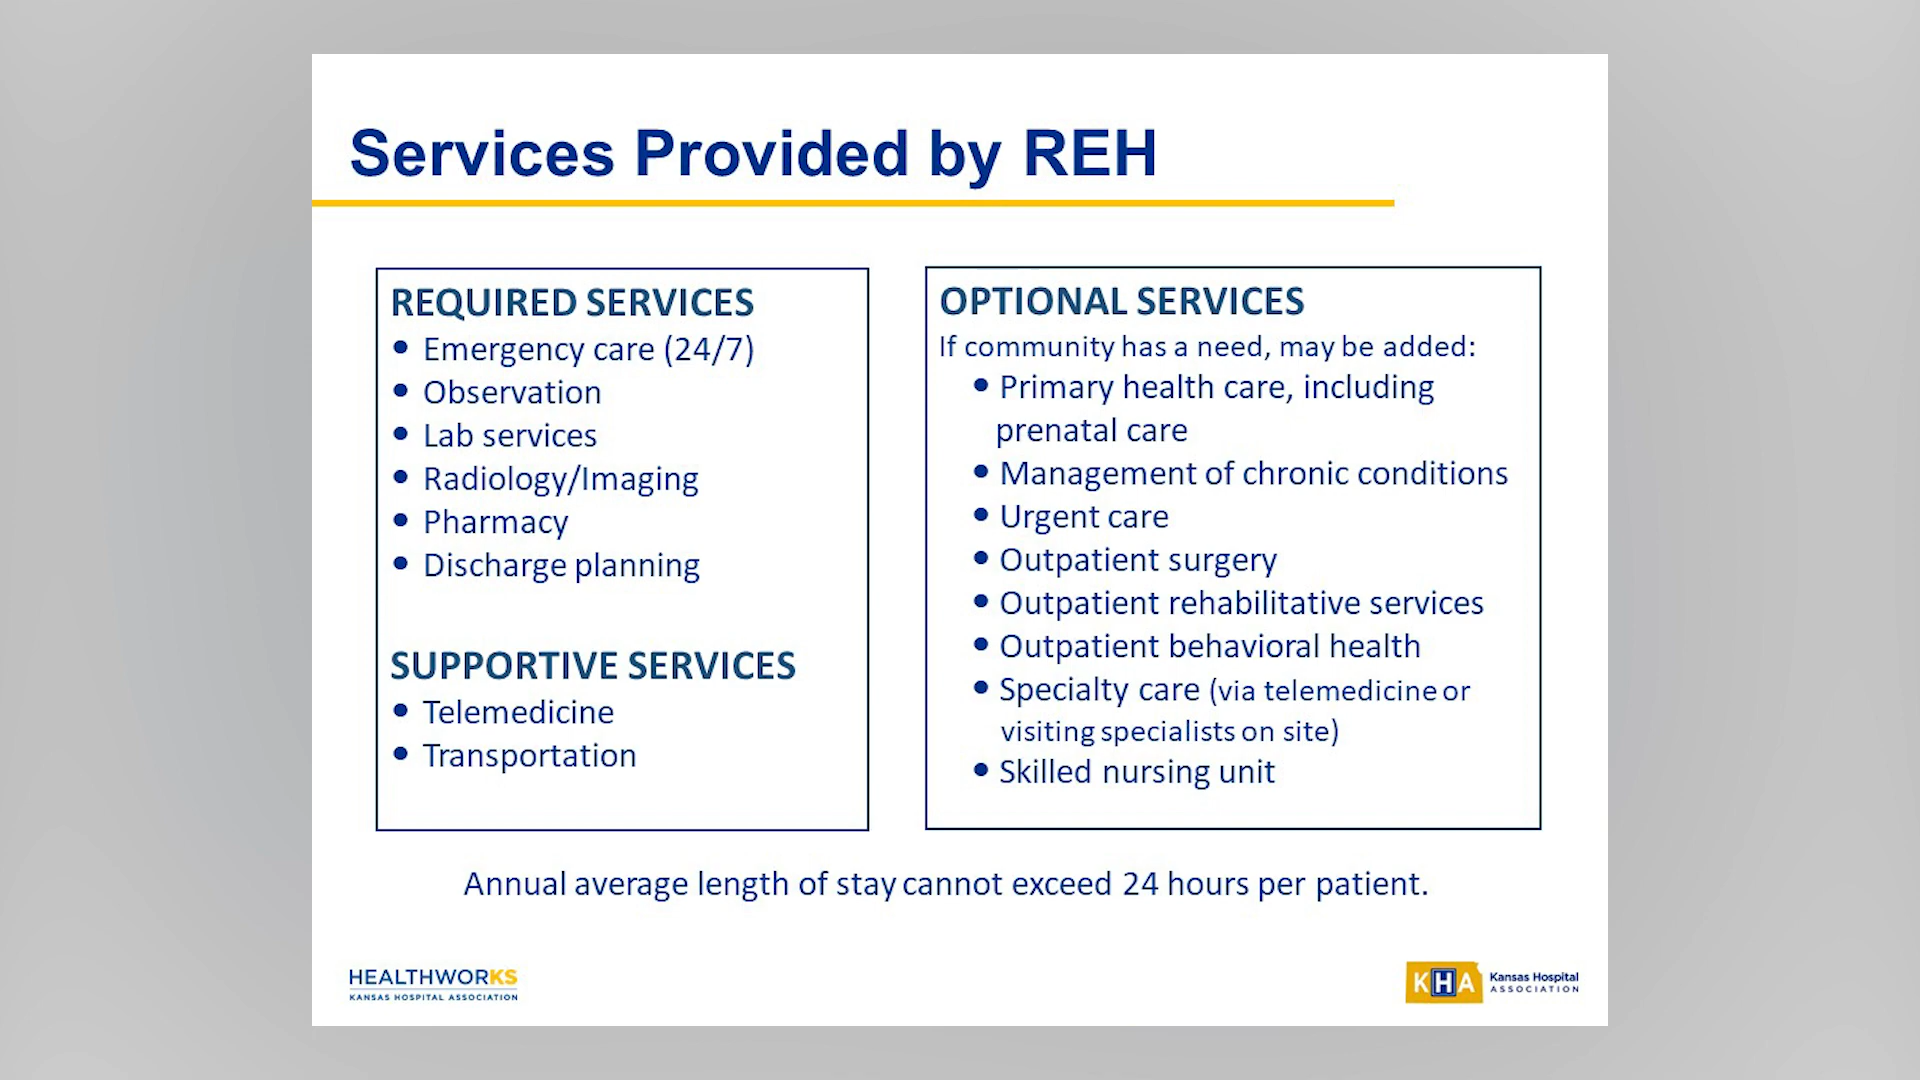 Services Provided by REH
REQUIRED SERVICES
• Emergency care (24/7)
• Observation
• Lab services
• Radiology/Imaging
• Pharmacy
• Discharge planning
SUPPORTIVE SERVICES
• Telemedicine
• Transportation
OPTIONAL SERVICES
If community has a need, may be added:
• Primary health care, including
prenatal care
• Management of chronic conditions
• Urgent care
• Outpatient surgery
• Outpatient rehabilitative services
• Outpatient behavioral health
• Specialty care (via telemedicine or
visiting specialists on site)
• Skilled nursing unit
Annual average length of stay cannot exceed 24 hours per patient.
HEALTHWORKS
KANSAS HOSPITAL ASSOCIATION
KHA
Kansas Hospital
ASSOCIATION